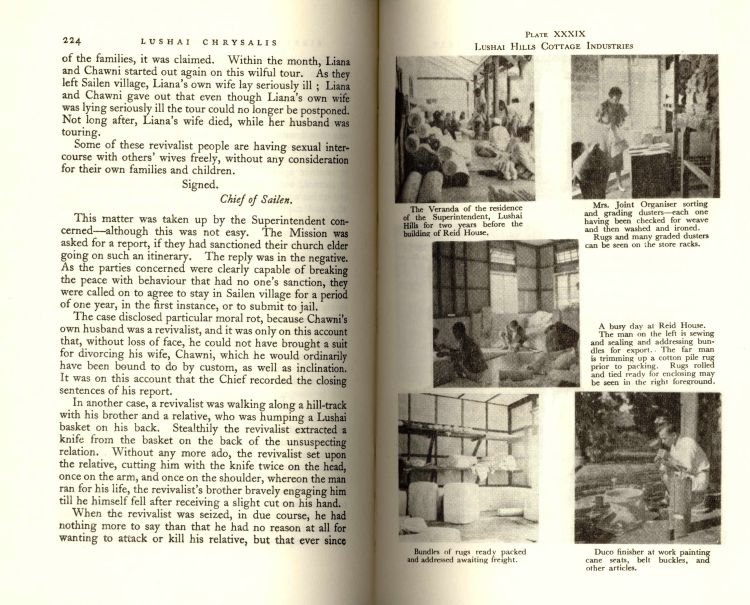 224 LUSHAI CHRYSALIS
of the families, it was claimed. Within the month, Liana
and Chawni started out again on this wilful tour. As they
left Sailen village, Liana's own wife lay seriously ill ; Liana
and Chawni gave out that even though Liana's own wife
was lying seriously ill the tour could no longer be postponed.
Not long after, Liana's wife died, while her husband was
touring.
Some of these revivalist people are having sexual inter-
course with others' wives freely, without any consideration
for their own families and children.
Signed.
Chief of Sailen.
This matter was taken up by the Superintendent con-
cerned—although this was not easy. The Mission was
asked for a report, if they had sanctioned their church elder
going on such an itinerary. The reply was in the negative.
As the parties concerned were clearly capable of breaking
the peace with behaviour that had no one's sanction, they
were called on to agree to stay in Sailen village for a period
of one year, in the first instance, or to submit to jail.
The case disclosed particular moral rot, because Chawni's
own husband was a revivalist, and it was only on this account
that, without loss of face, he could not have brought a suit
for divorcing his wife, Chawni, which he would ordinarily
have been bound to do by custom, as well as inclination.
It was on this account that the Chief recorded the closing
sentences of his report.
In another case, a revivalist was walking along a hill-track
with his brother and a relative, who was humping a Lushai
basket on his back. Stealthily the revivalist extracted a
knife from the basket on the back of the unsuspecting
relation. Without any more ado, the revivalist set upon
the relative, cutting him with the knife twice on the head,
once on the arm, and once on the shoulder, whereon the man
ran for his life, the revivalist's brother bravely engaging him
till he himself fell after receiving a slight cut on his hand.
When the revivalist was seized, in due course, he had
nothing more to say than that he had no reason at all for
wanting to attack or kill his relative, but that ever since
PLATE XXXIX
LUSHAI HILLS COTTAGE INDUSTRIES
The Veranda of the residence
of the Superintendent, Lushai
Hills for two years before the
building of Reid House.
Mrs. Joint Organiser sorting
and grading dusters—each one
having been checked for weave
and then washed and ironed.
Rugs and many graded dusters
can be seen on the store racks.
A busy day at Reid House.
The man on the left is sewing
and sealing and addressing bun-
dles for export. The far man
is trimming up a cotton pile rug
prior to packing. Rugs rolled
and tied ready for enclosing may
be seen in the right foreground.
Bundles of rugs ready packed
and addressed awaiting freight.
Duco finisher at work painting
cane seats, belt buckles, and
other articles.